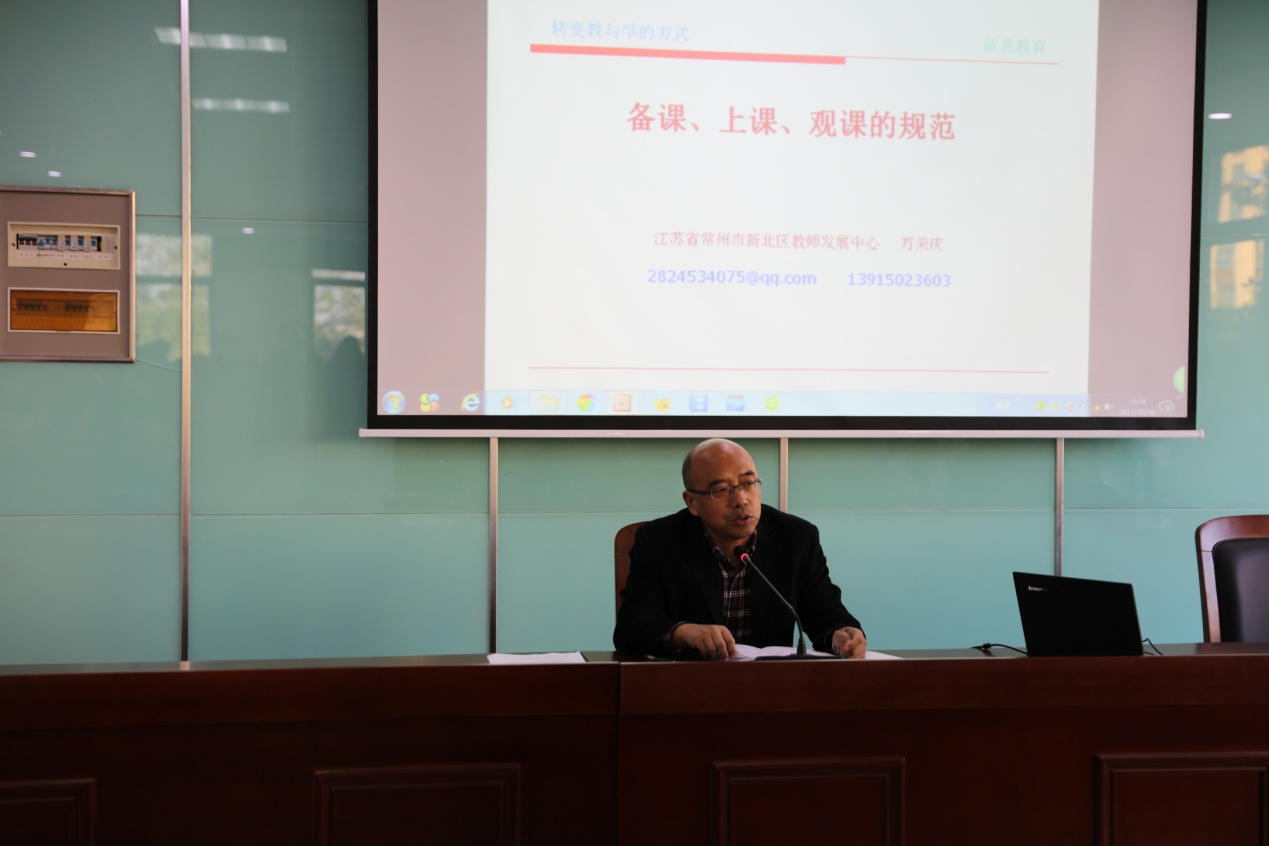 转变教与学的方式
新北教育
备课、上课、观课的规范
江苏省常州市新北区教师发展中心 万荣庆
2824534075@qq.com 13915023603
lenovo